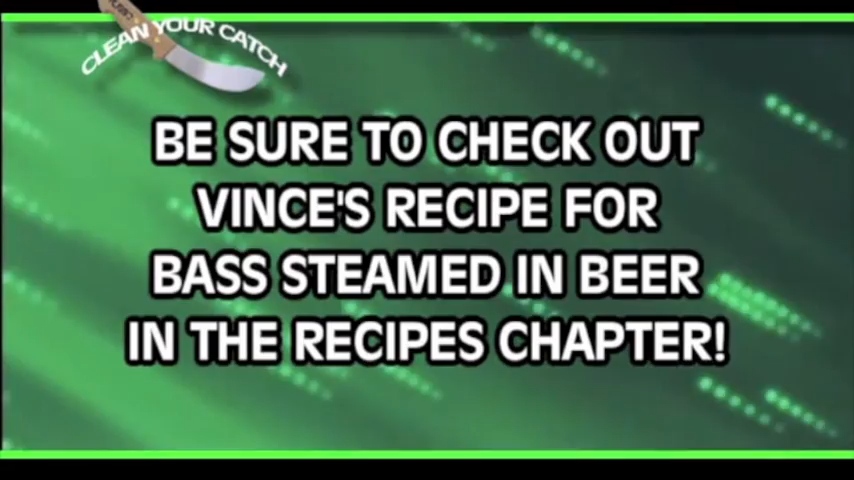 CLEAN YOUR CATCH
BE SURE TO CHECK OUT
VINCE'S RECIPE FOR
BASS STEAMED IN BEER
IN THE RECIPES CHAPTER!